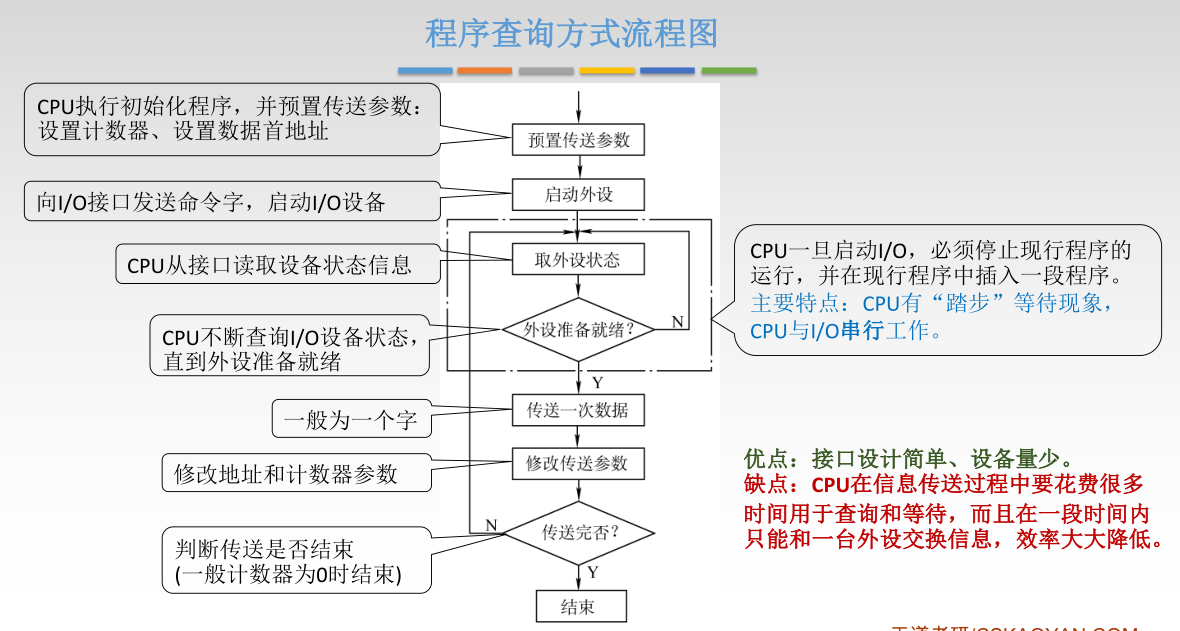 程序查询方式流程图
CPU执行初始化程序，并预置传送参数：
设置计数器、设置数据首地址
预置传送参数
向I/O接口发送命令字，启动I/O设备
启动外设
CPU从接口读取设备状态信息
取外设状态
CPU一旦启动I/O，必须停止现行程序的
运行，并在现行程序中插入一段程序。
主要特点：CPU有“踏步”等待现象，
CPU与I/O串行工作。
CPU不断查询I/O设备状态，
直到外设准备就绪
外设准备就绪？
N
Y
一般为一个字
传送一次数据
修改地址和计数器参数
修改传送参数
优点：接口设计简单、设备量少。
缺点：CPU在信息传送过程中要花费很多
时间用于查询和等待，而且在一段时间内
只能和一台外设交换信息，效率大大降低。
判断传送是否结束
(一般计数器为0时结束)
N
传送完否？
Y
结束